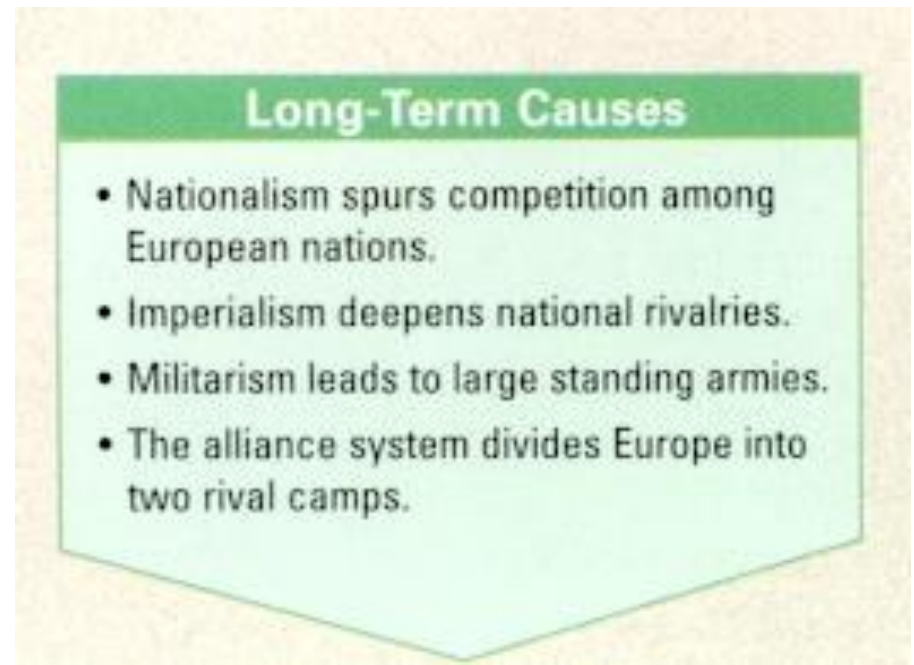 Long-Term Causes
• Nationalism spurs competition among
European nations.
• Imperialism deepens national rivalries.
• Militarism leads to large standing armies.
• The alliance system divides Europe into
two rival camps.